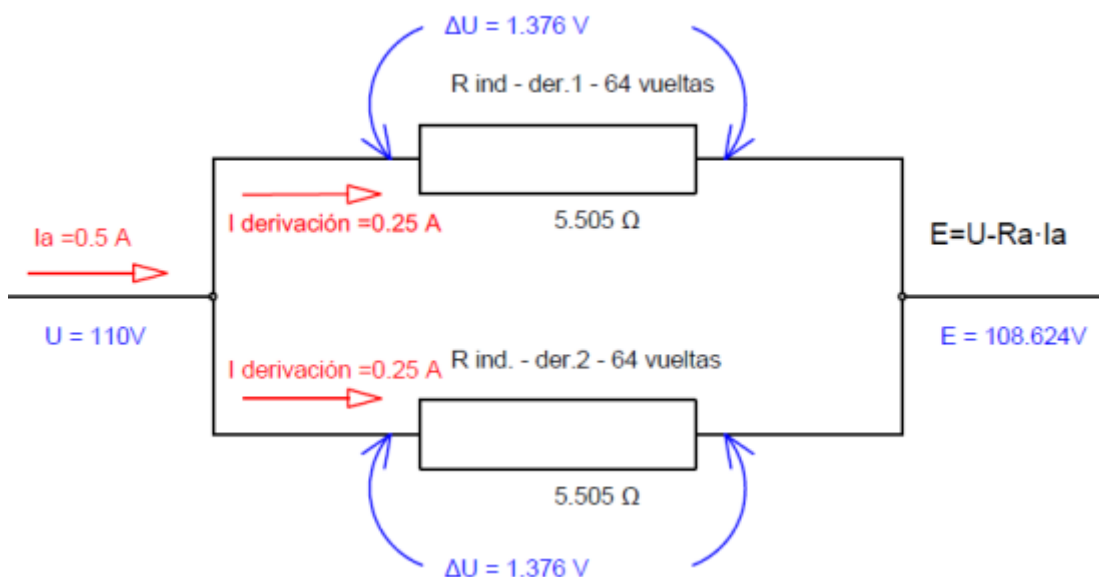 ΔU = 1.376 V
R ind - der.1 - 64 vueltas
I derivación =0.25 A
5.505 Ω
Ia =0.5 A
E=U-Ra·Ia
U = 110V
E = 108.624V
I derivación =0.25 A
R ind. - der.2 - 64 vueltas
5.505 Ω
ΔU = 1.376 V